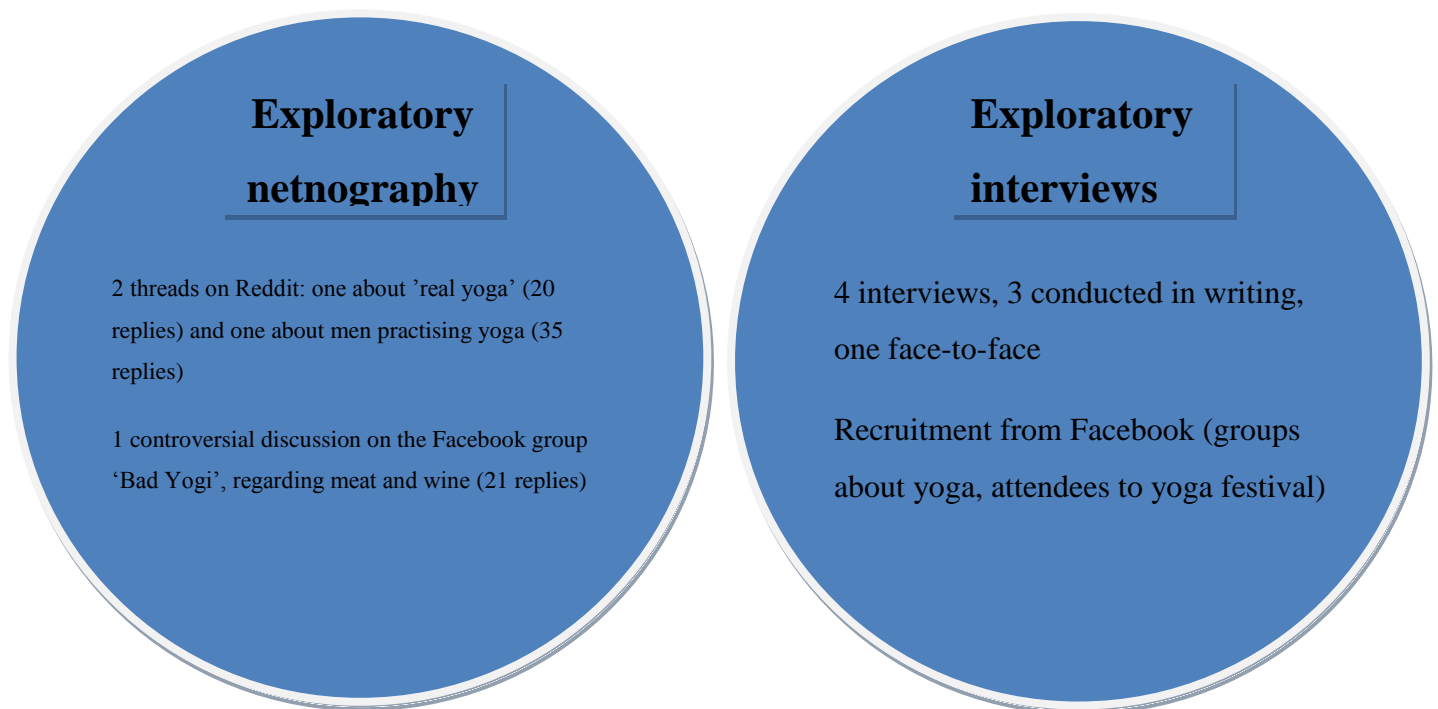 Exploratory
netnography
2 threads on Reddit: one about ’real yoga’ (20
replies) and one about men practising yoga (35
replies)
1 controversial discussion on the Facebook group
‘Bad Yogi’, regarding meat and wine (21 replies)
Exploratory
interviews
4 interviews, 3 conducted in writing,
one face-to-face
Recruitment from Facebook (groups
about yoga, attendees to yoga festival)